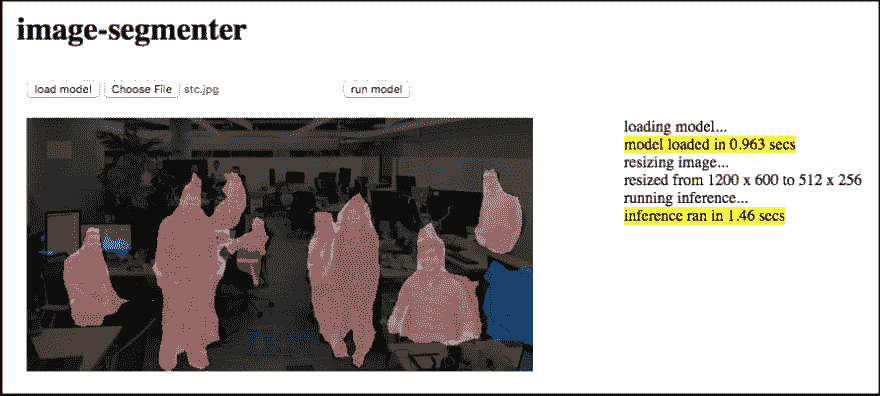 image-segmenter
load model Choose File stc.jpg run model
loading model...
model loaded in 0.963 secs
resizing image...
resized from 1200 x 600 to 512 x 256
running inference...
inference ran in 1.46 secs